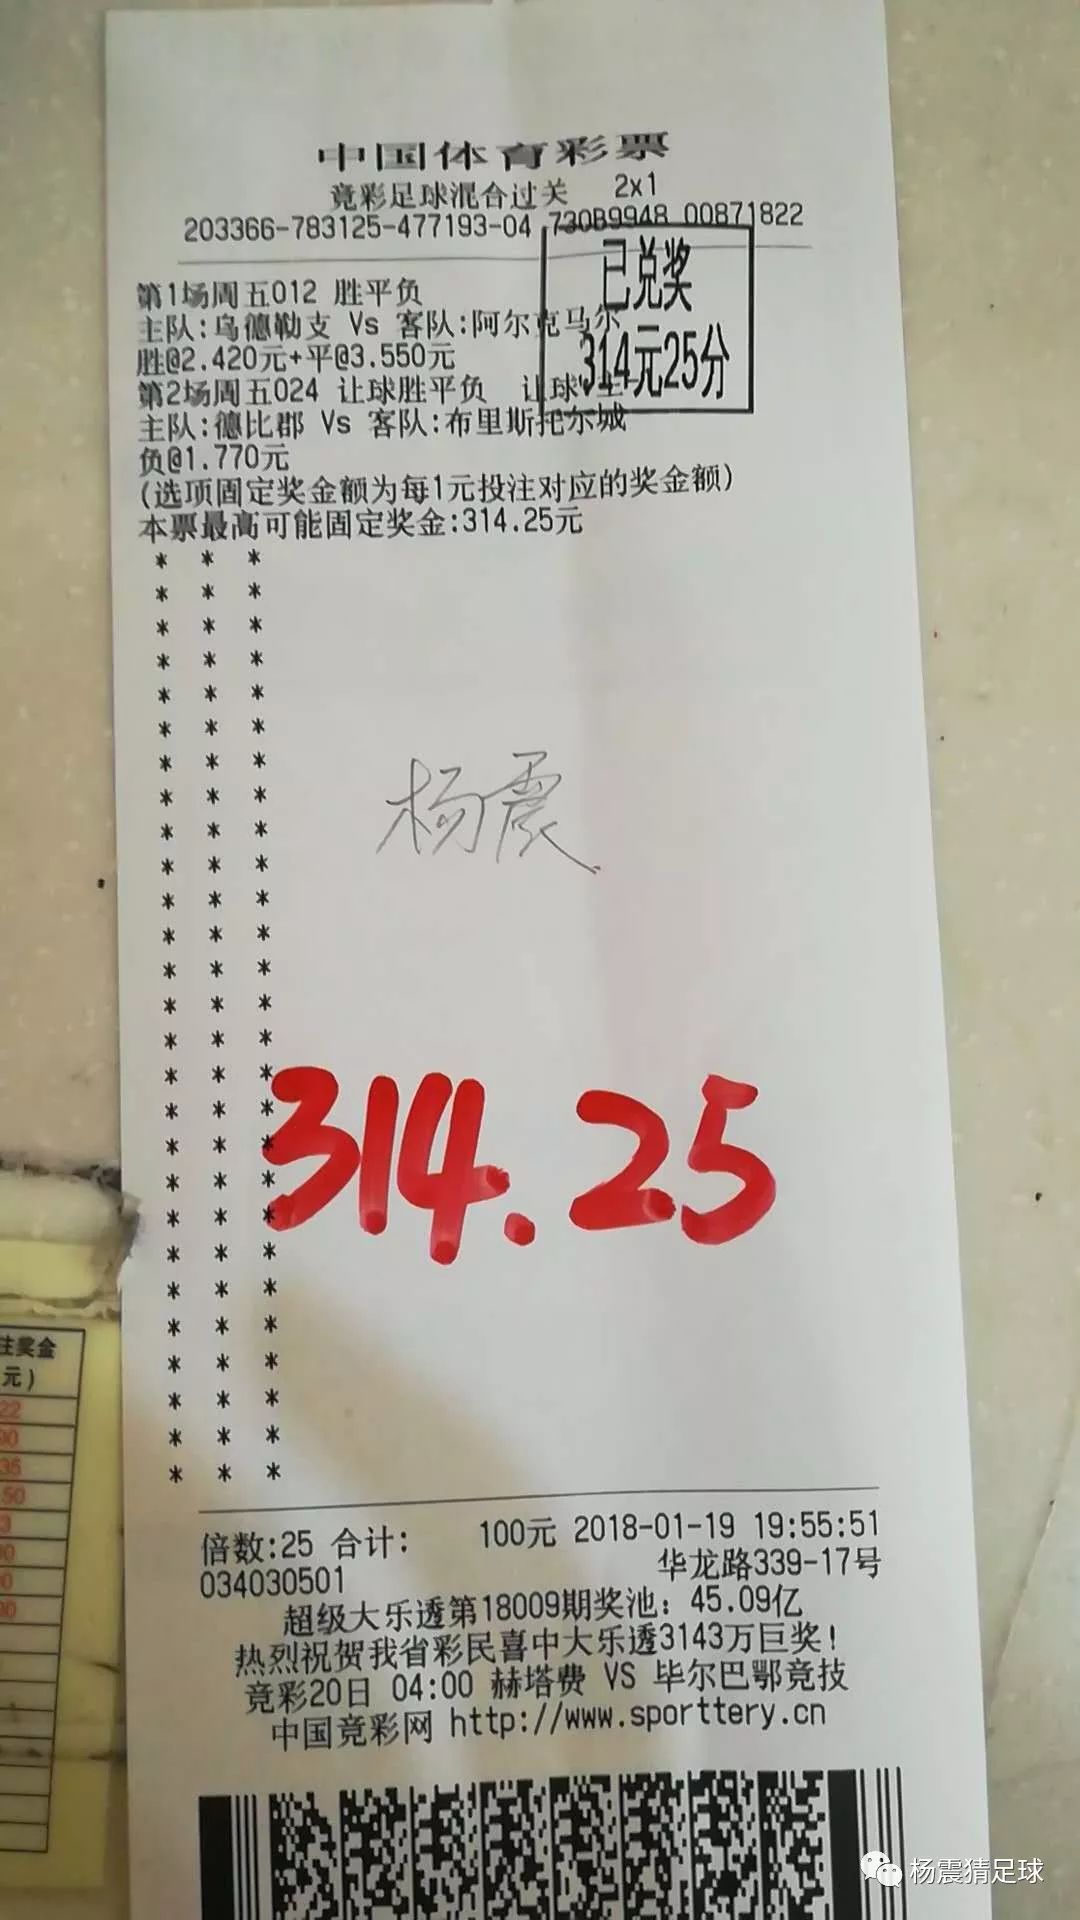 中国体育彩票
竞彩足球混合过关 2x1
203366-783125-477193-04 730B9948 00871822
已兑奖
314元25分
第1场周五012 胜平负
主队:乌德勒支 Vs 客队:阿尔克马尔
胜@2.420元+平@3.550元
第2场周五024 让球胜平负 让球
主队:德比郡 Vs 客队:布里斯托尔城
负@1.770元
(选项固定奖金额为每1元投注对应的奖金额)
本票最高可能固定奖金:314.25元
杨震
314.25
倍数:25 合计: 100元 2018-01-19 19:55:51
034030501 华龙路339-17号
超级大乐透第18009期奖池: 45.09亿
热烈祝贺我省彩民喜中大乐透3143万巨奖!
竞彩20日 04:00 赫塔费 VS 毕尔巴鄂竞技
中国竞彩网 http://www.sporttery.cn
注奖金
元)
22
90
35
50
杨震猜足球